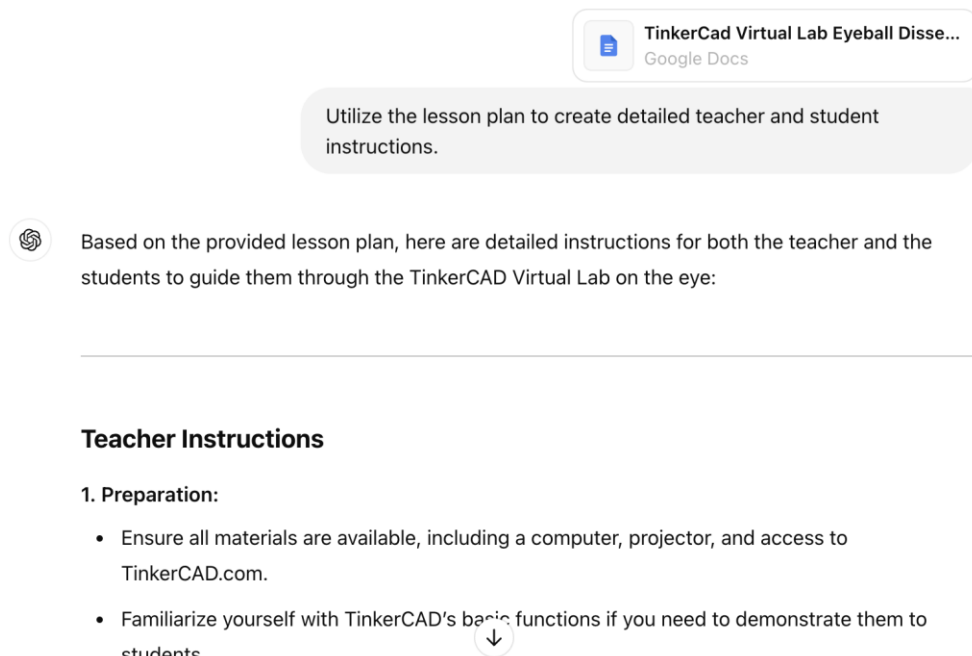 TinkerCad Virtual Lab Eyeball Disse...
Google Docs
Utilize the lesson plan to create detailed teacher and student
instructions.
Based on the provided lesson plan, here are detailed instructions for both the teacher and the
students to guide them through the TinkerCAD Virtual Lab on the eye:
Teacher Instructions
1. Preparation:
• Ensure all materials are available, including a computer, projector, and access to
TinkerCAD.com.
• Familiarize yourself with TinkerCAD's basic functions if you need to demonstrate them to
students.